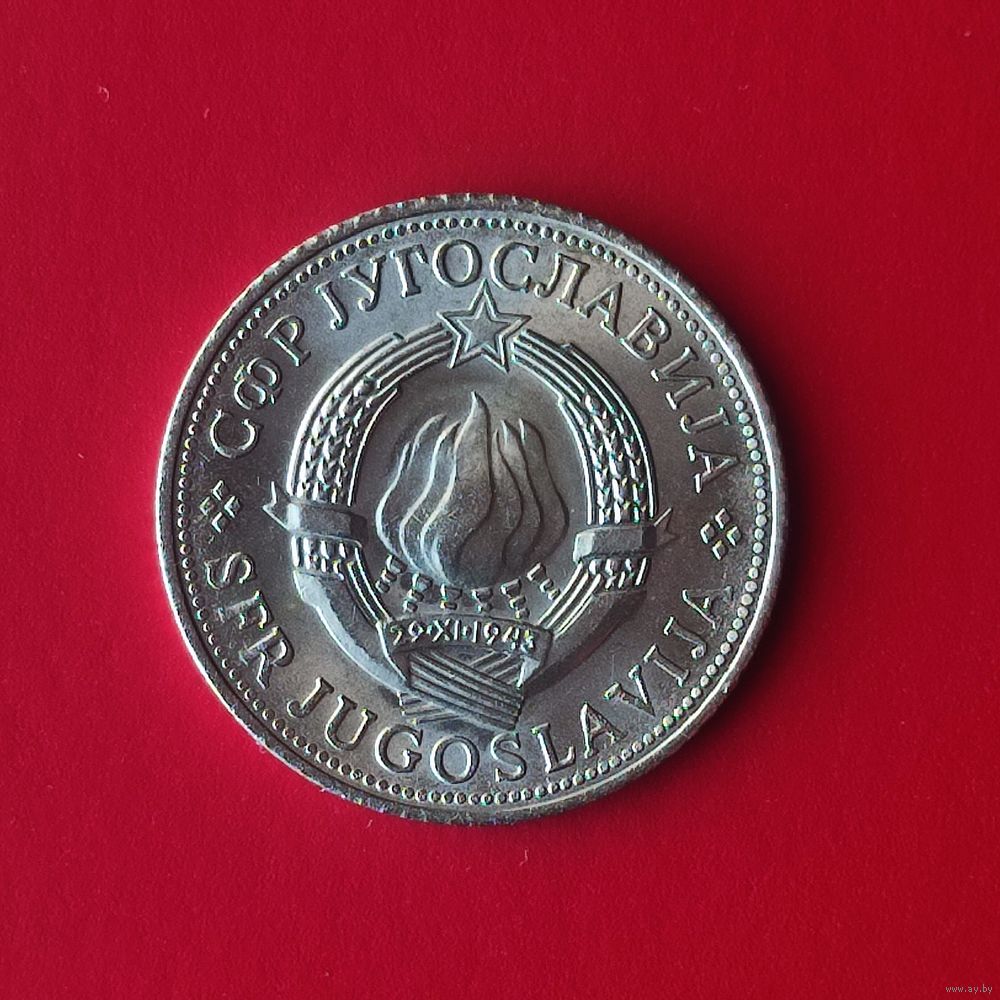 СФР ЈУГОСЛАВИЈА
29·XI·1943
SFR JUGOSLAVIJA
www.ay.by